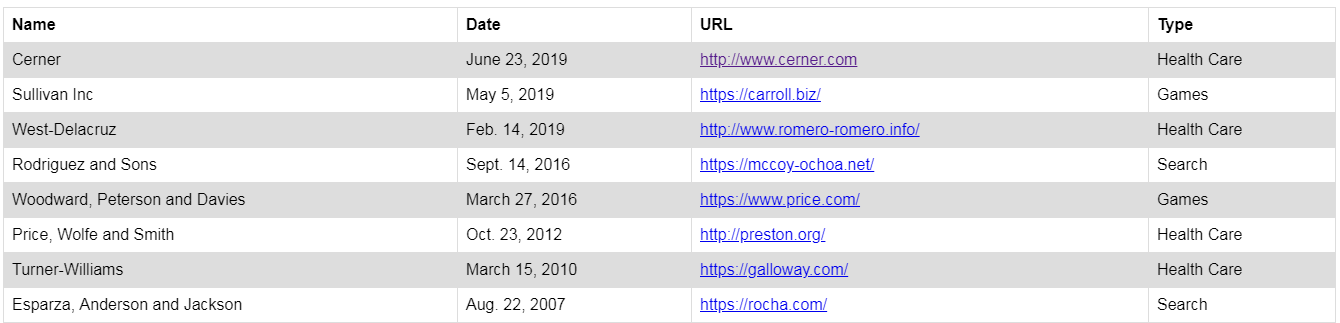 Name Date URL Type
Cerner June 23, 2019 http://www.cerner.com Health Care
Sullivan Inc May 5, 2019 https://carroll.biz/ Games
West-Delacruz Feb. 14, 2019 http://www.romero-romero.info/ Health Care
Rodriguez and Sons Sept. 14, 2016 https://mccoy-ochoa.net/ Search
Woodward, Peterson and Davies March 27, 2016 https://www.price.com/ Games
Price, Wolfe and Smith Oct. 23, 2012 http://preston.org/ Health Care
Turner-Williams March 15, 2010 https://galloway.com/ Health Care
Esparza, Anderson and Jackson Aug. 22, 2007 https://rocha.com/ Search